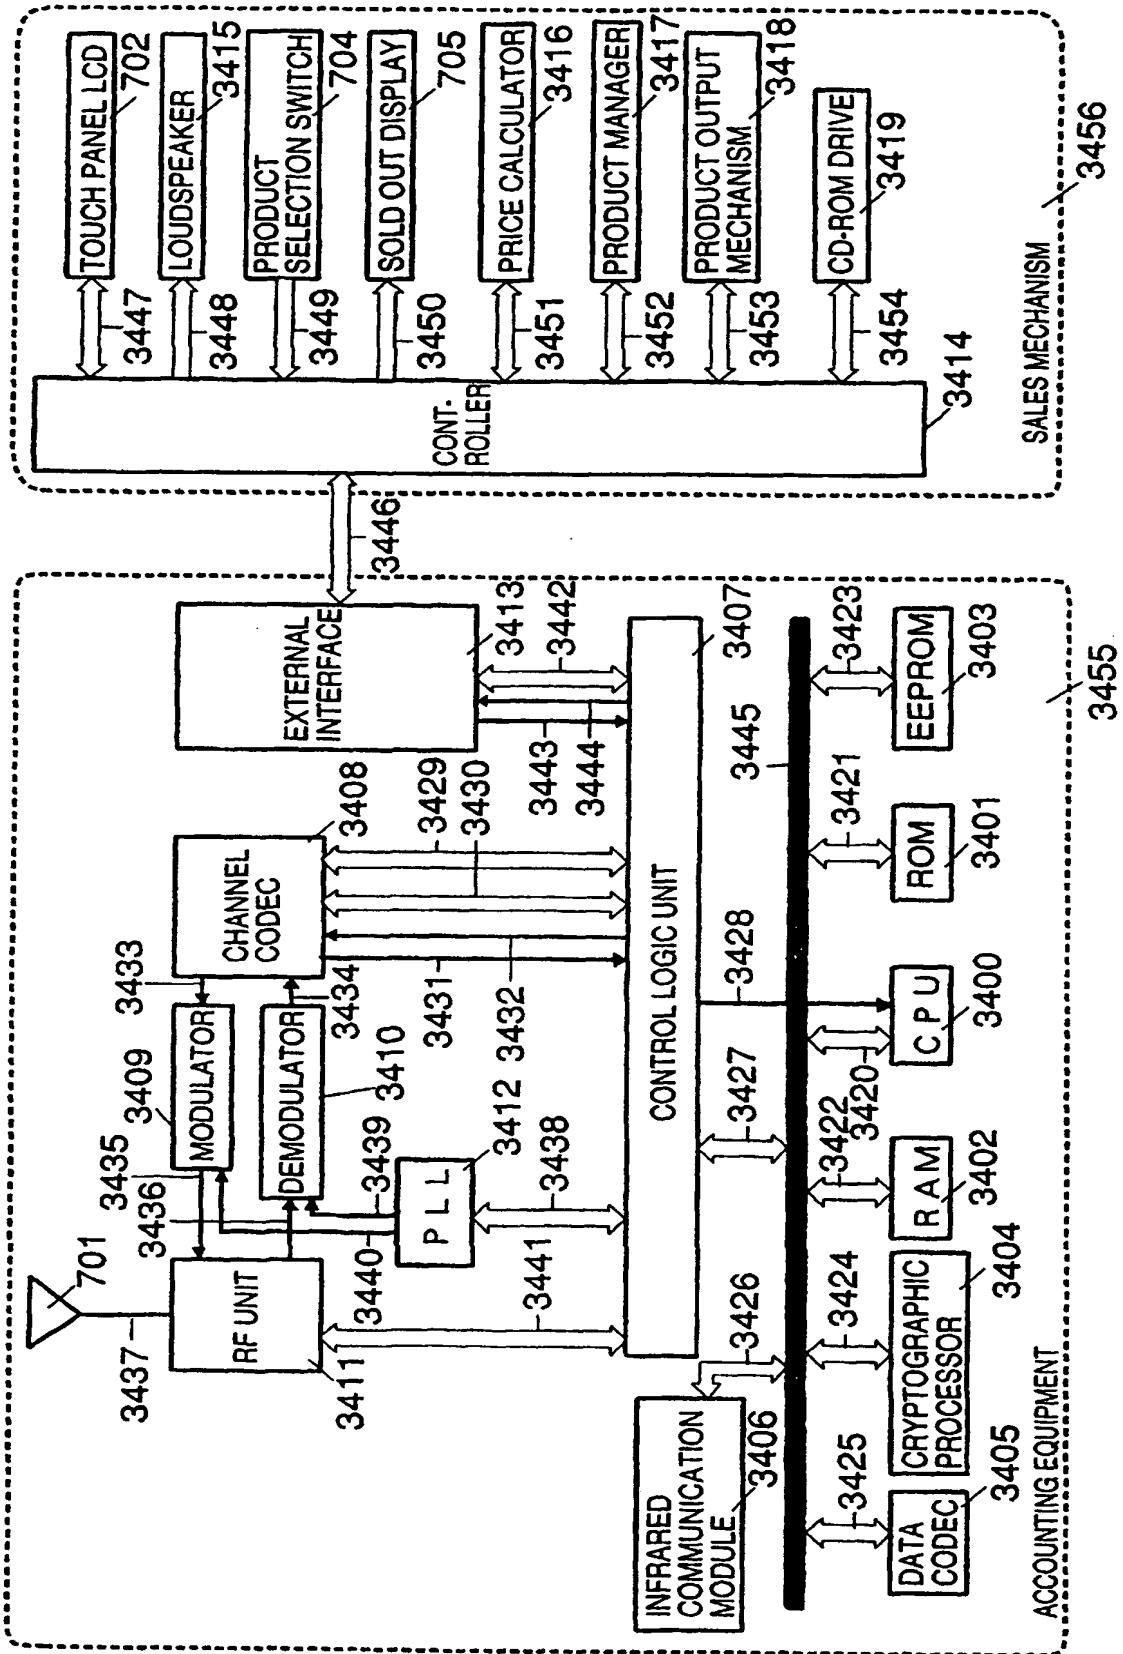 701
3437
RF UNIT
3411
3435
3436
3409
MODULATOR
DEMODULATOR
3410
3433
3434
CHANNEL
CODEC
3408
3440
3439
P L L
3412
3441
3438
3431
3432
3429
3430
EXTERNAL
INTERFACE
3413
3443
3444
3442
CONTROL LOGIC UNIT
3407
INFRARED
COMMUNICATION
MODULE
3406
3426
3427
3428
3445
3425
3424
3422
3420
3421
3423
DATA
CODEC
3405
CRYPTOGRAPHIC
PROCESSOR
3404
R A M
3402
C P U
3400
ROM
3401
EEPROM
3403
ACCOUNTING EQUIPMENT
3455
3446
CONT-
ROLLER
3414
3447
TOUCH PANEL LCD
702
3448
LOUDSPEAKER
3415
3449
PRODUCT
SELECTION SWITCH
704
3450
SOLD OUT DISPLAY
705
3451
PRICE CALCULATOR
3416
3452
PRODUCT MANAGER
3417
3453
PRODUCT OUTPUT
MECHANISM
3418
3454
CD-ROM DRIVE
3419
SALES MECHANISM
3456